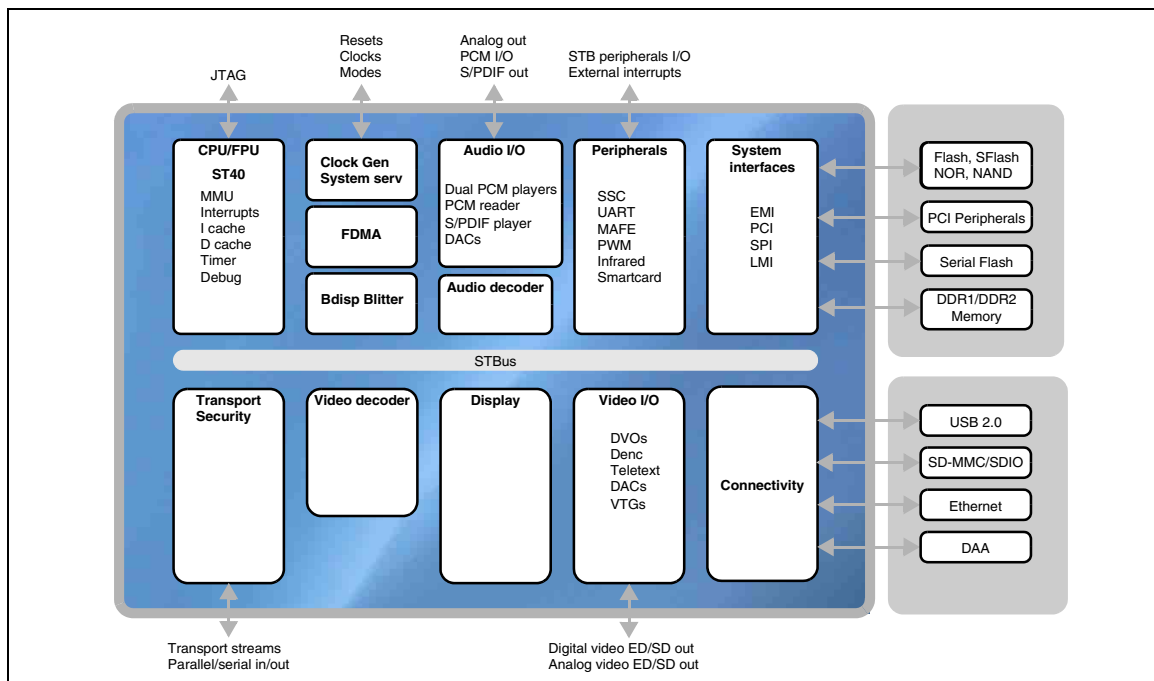 JTAG
Resets
Clocks
Modes
Analog out
PCM I/O
S/PDIF out
STB peripherals I/O
External interrupts
CPU/FPU
ST40
MMU
Interrupts
I cache
D cache
Timer
Debug
Clock Gen
System serv
FDMA
Bdisp Blitter
Audio I/O
Dual PCM players
PCM reader
S/PDIF player
DACs
Audio decoder
Peripherals
SSC
UART
MAFE
PWM
Infrared
Smartcard
System
interfaces
EMI
PCI
SPI
LMI
Flash, SFlash
NOR, NAND
PCI Peripherals
Serial Flash
DDR1/DDR2
Memory
STBus
Transport
Security
Video decoder
Display
Video I/O
DVOs
Denc
Teletext
DACs
VTGs
Connectivity
USB 2.0
SD-MMC/SDIO
Ethernet
DAA
Transport streams
Parallel/serial in/out
Digital video ED/SD out
Analog video ED/SD out